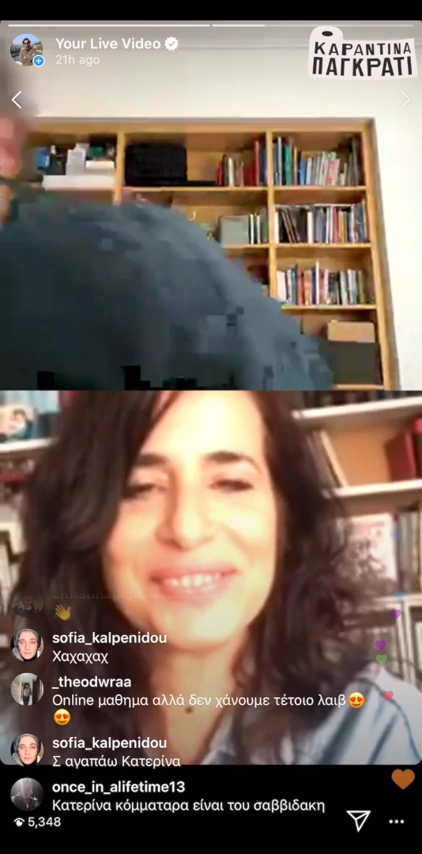 Your Live Video
21h ago
ΚΑΡΑΝΤΙΝΑ
ΠΑΓΚΡΑΤΙ
👋
sofia_kalpenidou
Χαχαχαχ
_theodwraa
Online μαθημα αλλά δεν χάνουμε τέτοιο λαιβ😍
😍
sofia_kalpenidou
Σ αγαπάω Κατερίνα
once_in_alifetime13
Κατερίνα κόμματαρα είναι του σαββιδακη
5,348